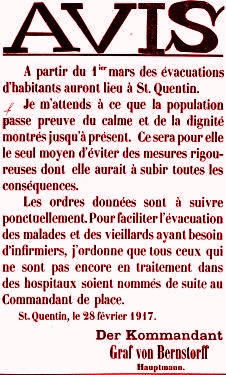 AVIS
A partir du 1ier mars des évacuations
d'habitants auront lieu à St. Quentin.
Je m'attends à ce que la population
passe preuve du calme et de la dignité
montrés jusqu'à présent. Ce sera pour elle
le seul moyen d'éviter des mesures rigou-
reuses dont elle aurait à subir toutes les
conséquences.
Les ordres données sont à suivre
ponctuellement. Pour faciliter l'évacuation
des malades et des vieillards ayant besoin
d'infirmiers, j'ordonne que tous ceux qui
ne sont pas encore en traitement dans
des hospitaux soient nommés de suite au
Commandant de place.
St. Quentin, le 28 février 1917.
Der Kommandant
Graf von Bernstorff
Hauptmann.